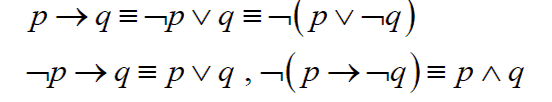 p → q ≡ ¬p ∨ q ≡ ¬( p ∨ ¬q )
¬p → q ≡ p ∨ q , ¬( p → ¬q ) ≡ p ∧ q